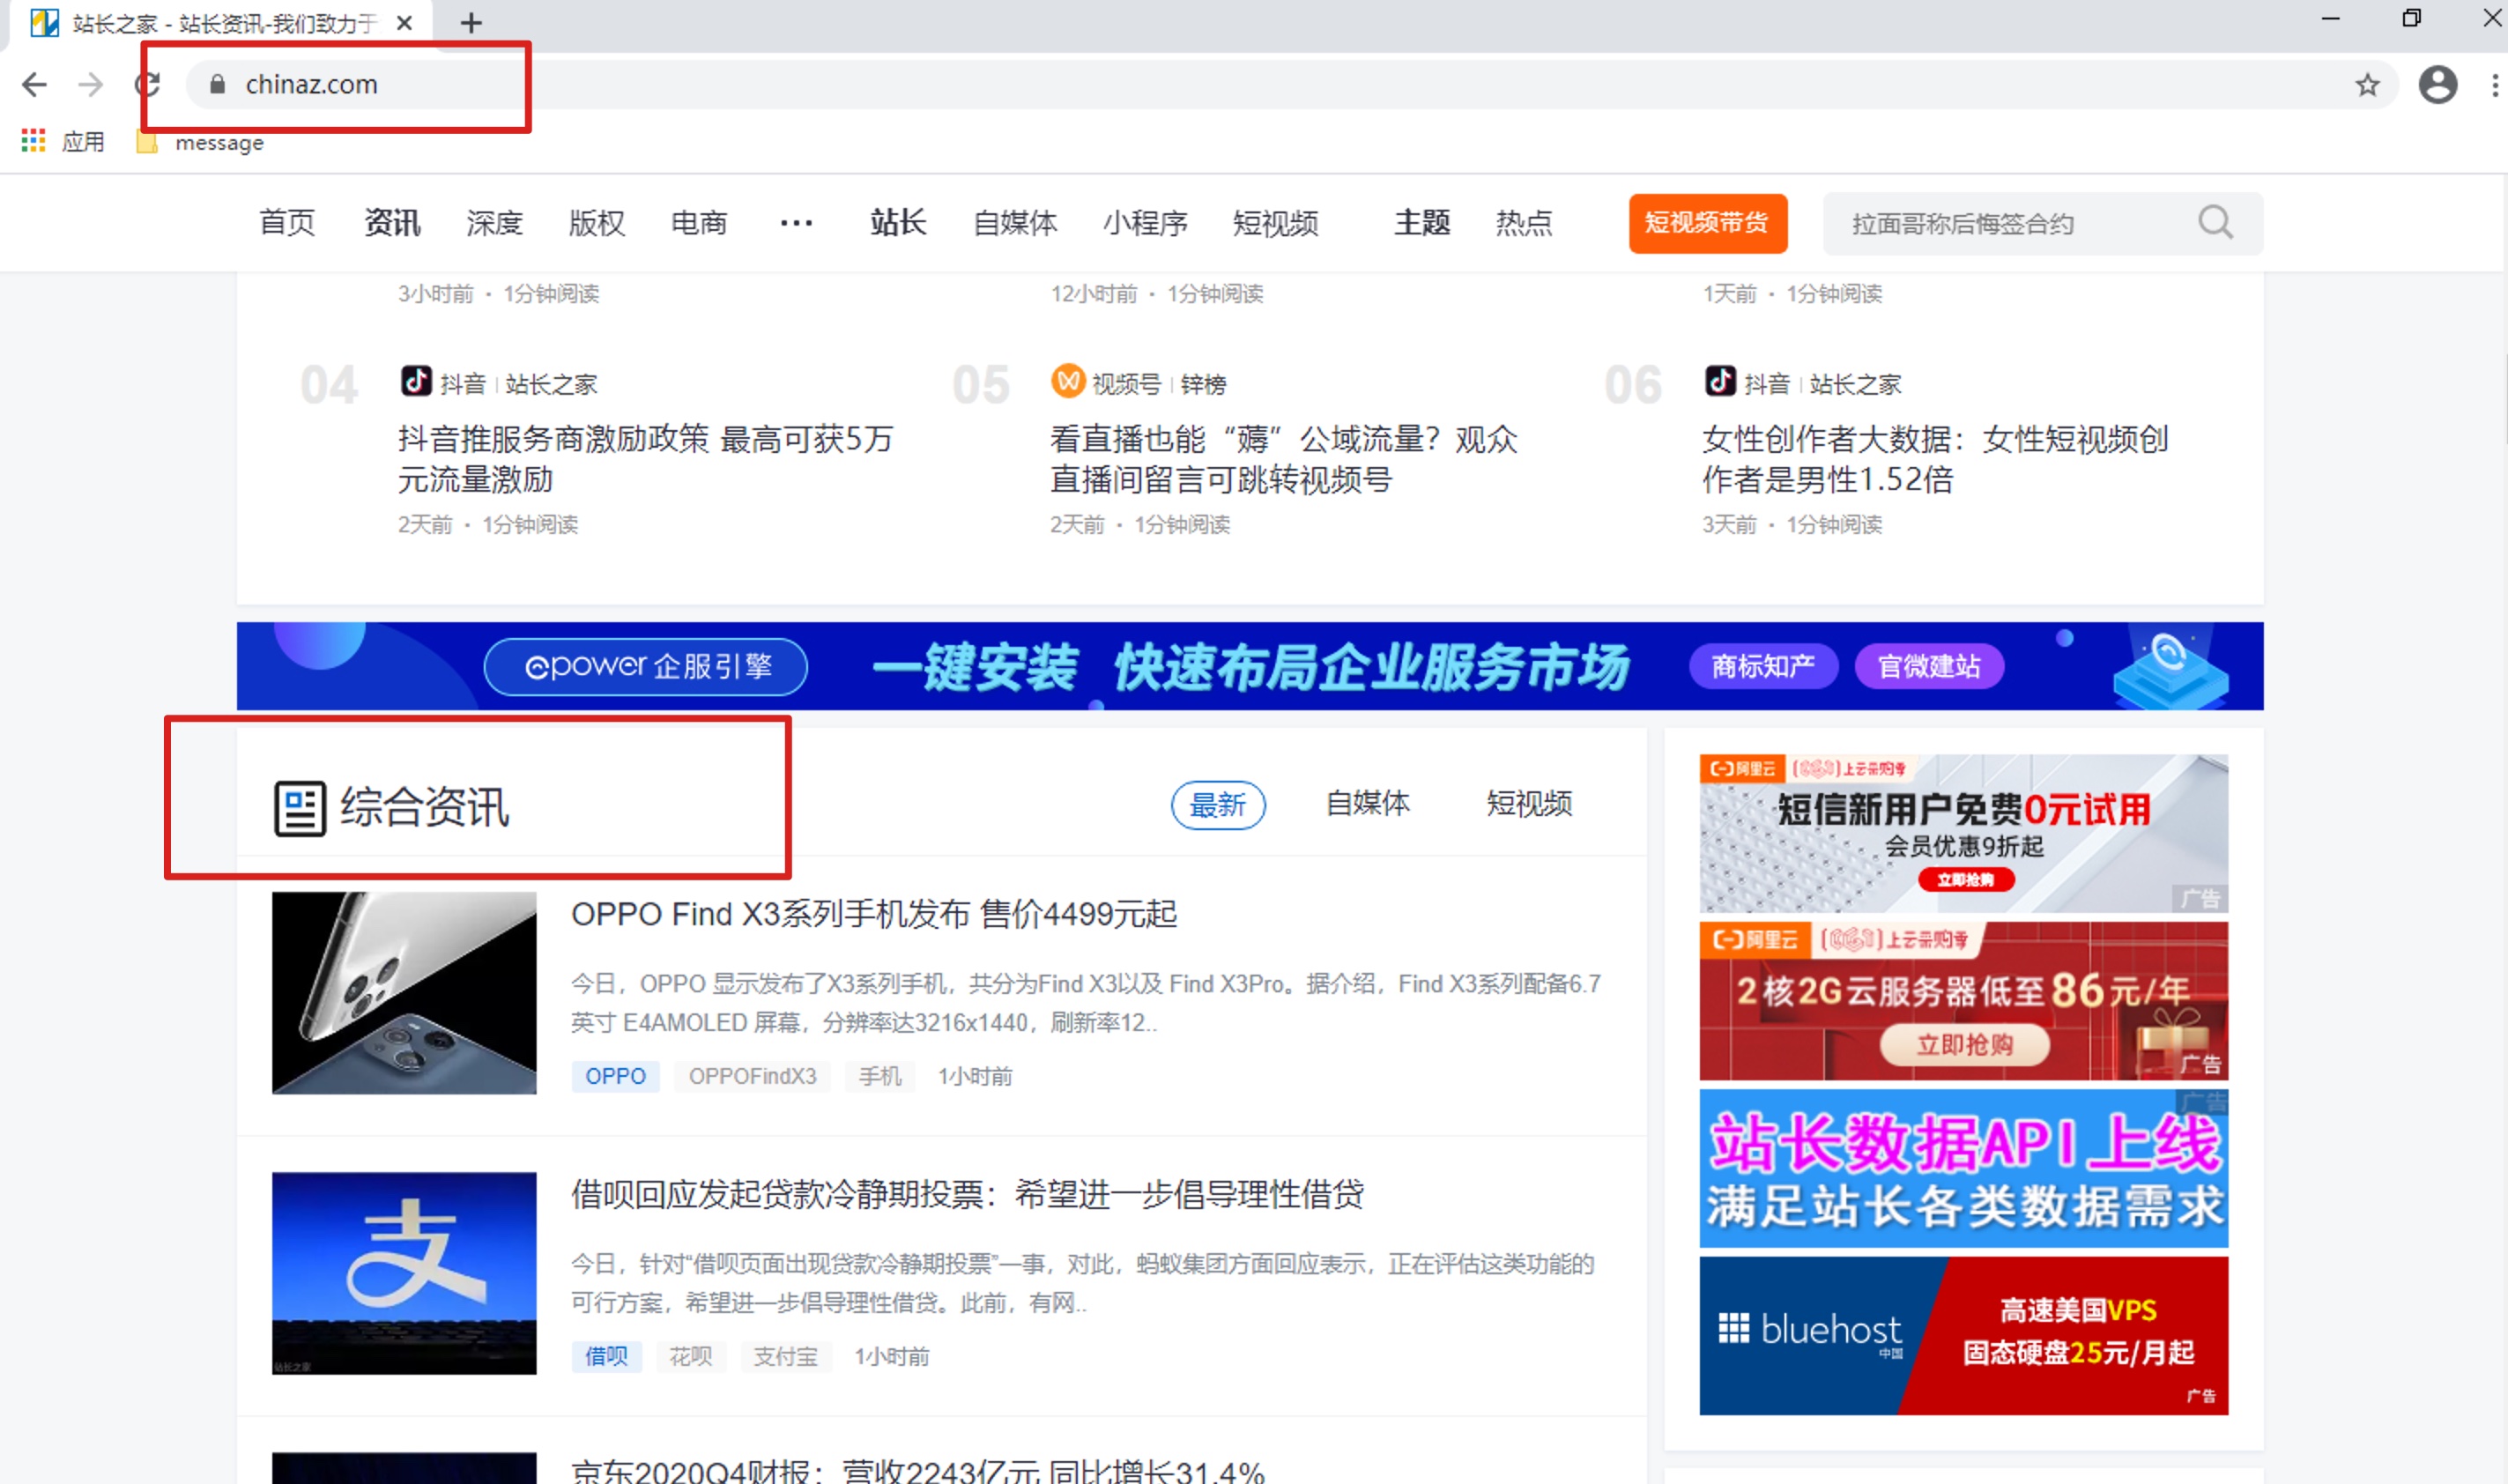 站长之家 - 站长资讯-我们致力于
chinaz.com
应用
message
首页 资讯 深度 版权 电商 ··· 站长 自媒体 小程序 短视频 主题 热点 短视频带货 拉面哥称后悔签合约
3小时前 · 1分钟阅读
12小时前 · 1分钟阅读
1天前 · 1分钟阅读
04
抖音 | 站长之家
抖音推服务商激励政策 最高可获5万
元流量激励
2天前 · 1分钟阅读
05
视频号 | 锌榜
看直播也能“薅”公域流量？观众
直播间留言可跳转视频号
2天前 · 1分钟阅读
06
抖音 | 站长之家
女性创作者大数据：女性短视频创
作者是男性1.52倍
3天前 · 1分钟阅读
epower 企服引擎 一键安装 快速布局企业服务市场 商标知产 官微建站
综合资讯
最新 自媒体 短视频
OPPO Find X3系列手机发布 售价4499元起
今日，OPPO 显示发布了X3系列手机，共分为Find X3以及 Find X3Pro。据介绍，Find X3系列配备6.7
英寸 E4AMOLED 屏幕，分辨率达3216x1440，刷新率12..
OPPO OPPOFindX3 手机 1小时前
借呗回应发起贷款冷静期投票：希望进一步倡导理性借贷
今日，针对“借呗页面出现贷款冷静期投票”一事，对此，蚂蚁集团方面回应表示，正在评估这类功能的
可行方案，希望进一步倡导理性借贷。此前，有网..
借呗 花呗 支付宝 1小时前
支
站长之家
京东2020Q4财报：营收2243亿元 同比增长31.4%
阿里云 上云采购季
短信新用户免费0元试用
会员优惠9折起
立即抢购
广告
阿里云 上云采购季
2核2G云服务器低至86元/年
立即抢购
广告
广告
站长数据API上线
满足站长各类数据需求
bluehost
中国
高速美国VPS
固态硬盘25元/月起
广告